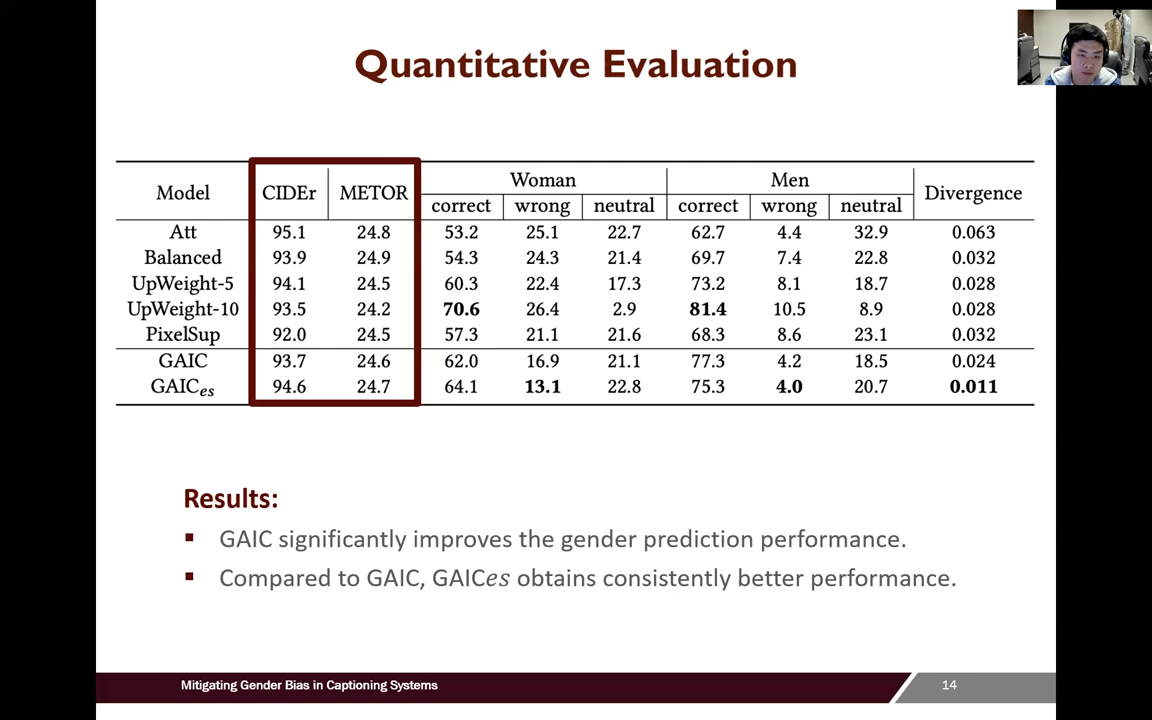 Quantitative Evaluation
Model CIDEr METOR Woman Men Divergence
correct wrong neutral correct wrong neutral
Att 95.1 24.8 53.2 25.1 22.7 62.7 4.4 32.9 0.063
Balanced 93.9 24.9 54.3 24.3 21.4 69.7 7.4 22.8 0.032
UpWeight-5 94.1 24.5 60.3 22.4 17.3 73.2 8.1 18.7 0.028
UpWeight-10 93.5 24.2 70.6 26.4 2.9 81.4 10.5 8.9 0.028
PixelSup 92.0 24.5 57.3 21.1 21.6 68.3 8.6 23.1 0.032
GAIC 93.7 24.6 62.0 16.9 21.1 77.3 4.2 18.5 0.024
GAICes 94.6 24.7 64.1 13.1 22.8 75.3 4.0 20.7 0.011
Results:
▪ GAIC significantly improves the gender prediction performance.
▪ Compared to GAIC, GAICes obtains consistently better performance.
Mitigating Gender Bias in Captioning Systems 14